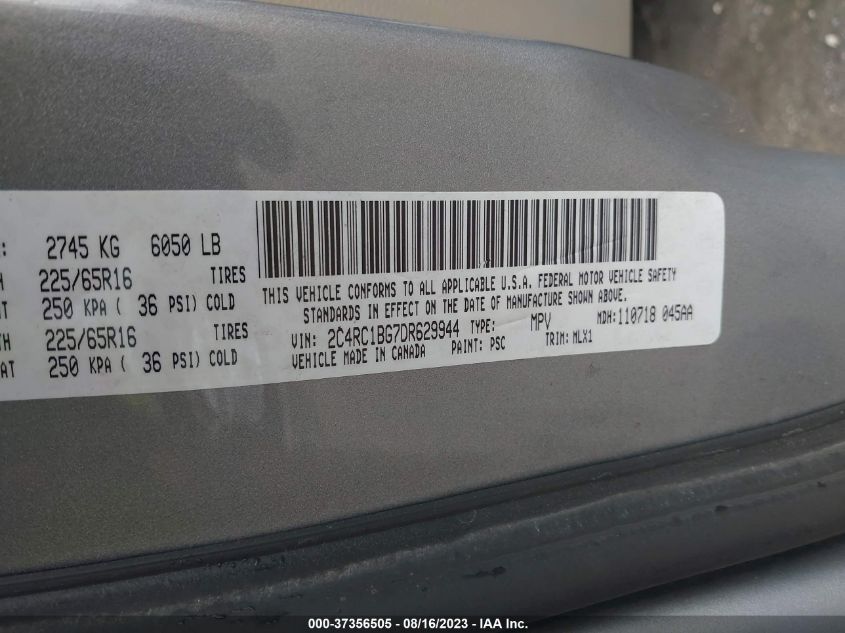 : 2745 KG 6050 LB
225/65R16 TIRES
AT 250 KPA ( 36 PSI) COLD
TH 225/65R16 TIRES
AT 250 KPA ( 36 PSI) COLD
THIS VEHICLE CONFORMS TO ALL APPLICABLE U.S.A. FEDERAL MOTOR VEHICLE SAFETY
STANDARDS IN EFFECT ON THE DATE OF MANUFACTURE SHOWN ABOVE.
VIN: 2C4RC1BG7DR629944 TYPE: MPV MDH:110718 045AA
VEHICLE MADE IN CANADA PAINT: PSC TRIM: MLX1
000-37356505 - 08/16/2023 - IAA Inc.